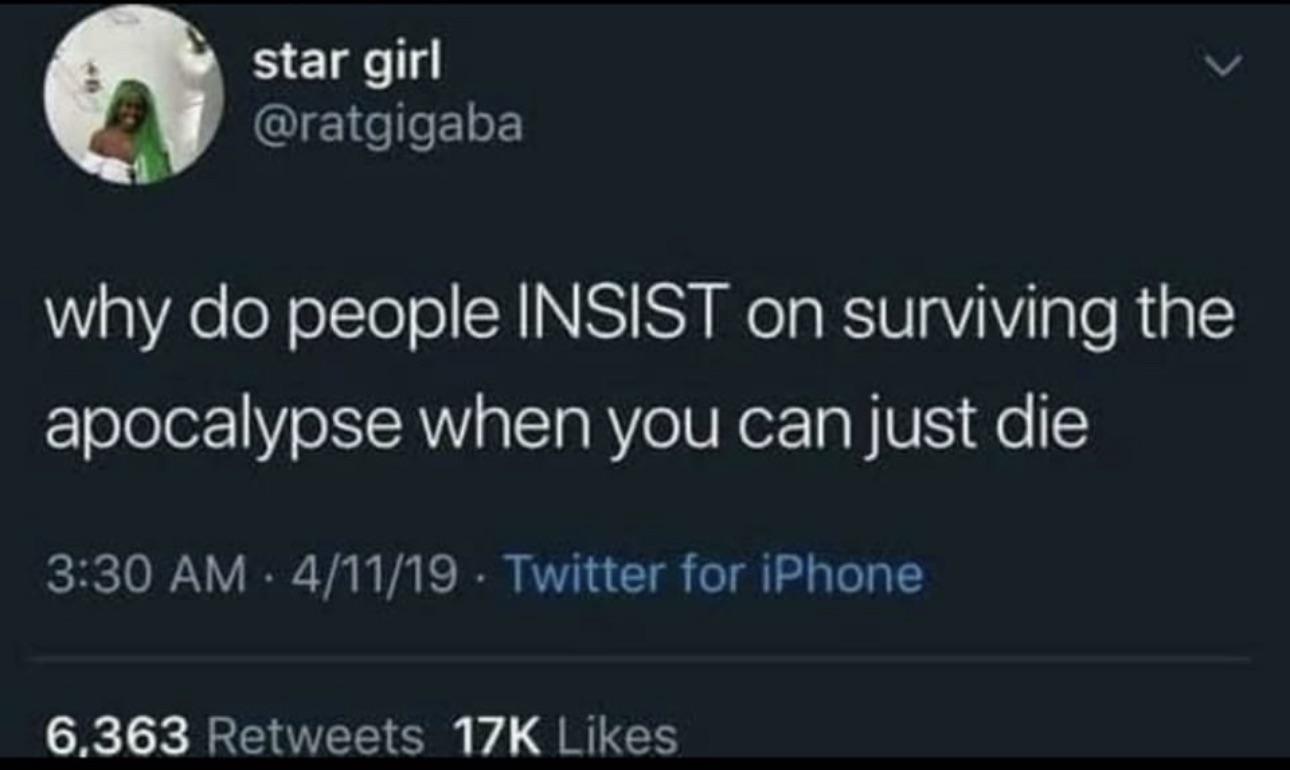 star girl
@ratgigaba
why do people INSIST on surviving the
apocalypse when you can just die
3:30 AM · 4/11/19 · Twitter for iPhone
6,363 Retweets 17K Likes